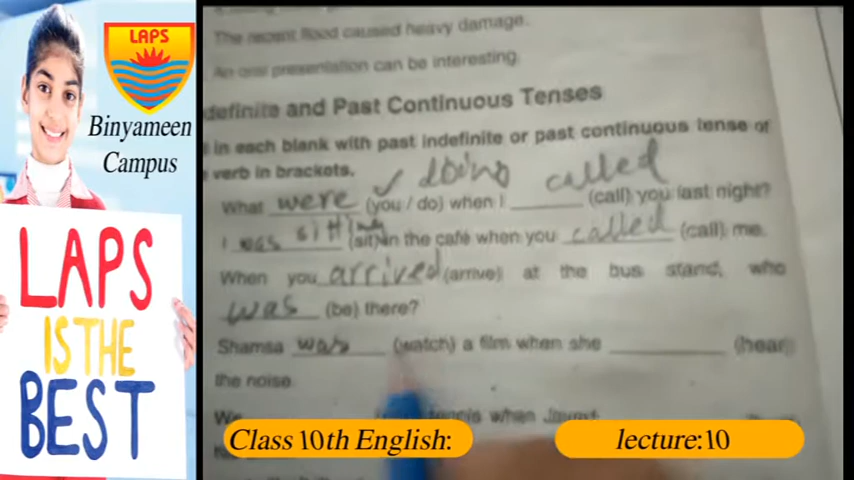 LAPS
Binyameen
Campus
LAPS
IS THE
BEST
The recent flood caused heavy damage.
An oral presentation can be interesting.
definite and Past Continuous Tenses
in each blank with past indefinite or past continuous tense of
verb in brackets.
doing called
What were (you / do) when I ______ (call) you last night?
I was sitting (sit) in the café when you called (call) me.
When you arrived (arrive) at the bus stand, who
was (be) there?
Shamsa was (watch) a film when she ______ (hear)
the noise.
We tennis when
Class 10th English:
lecture:10